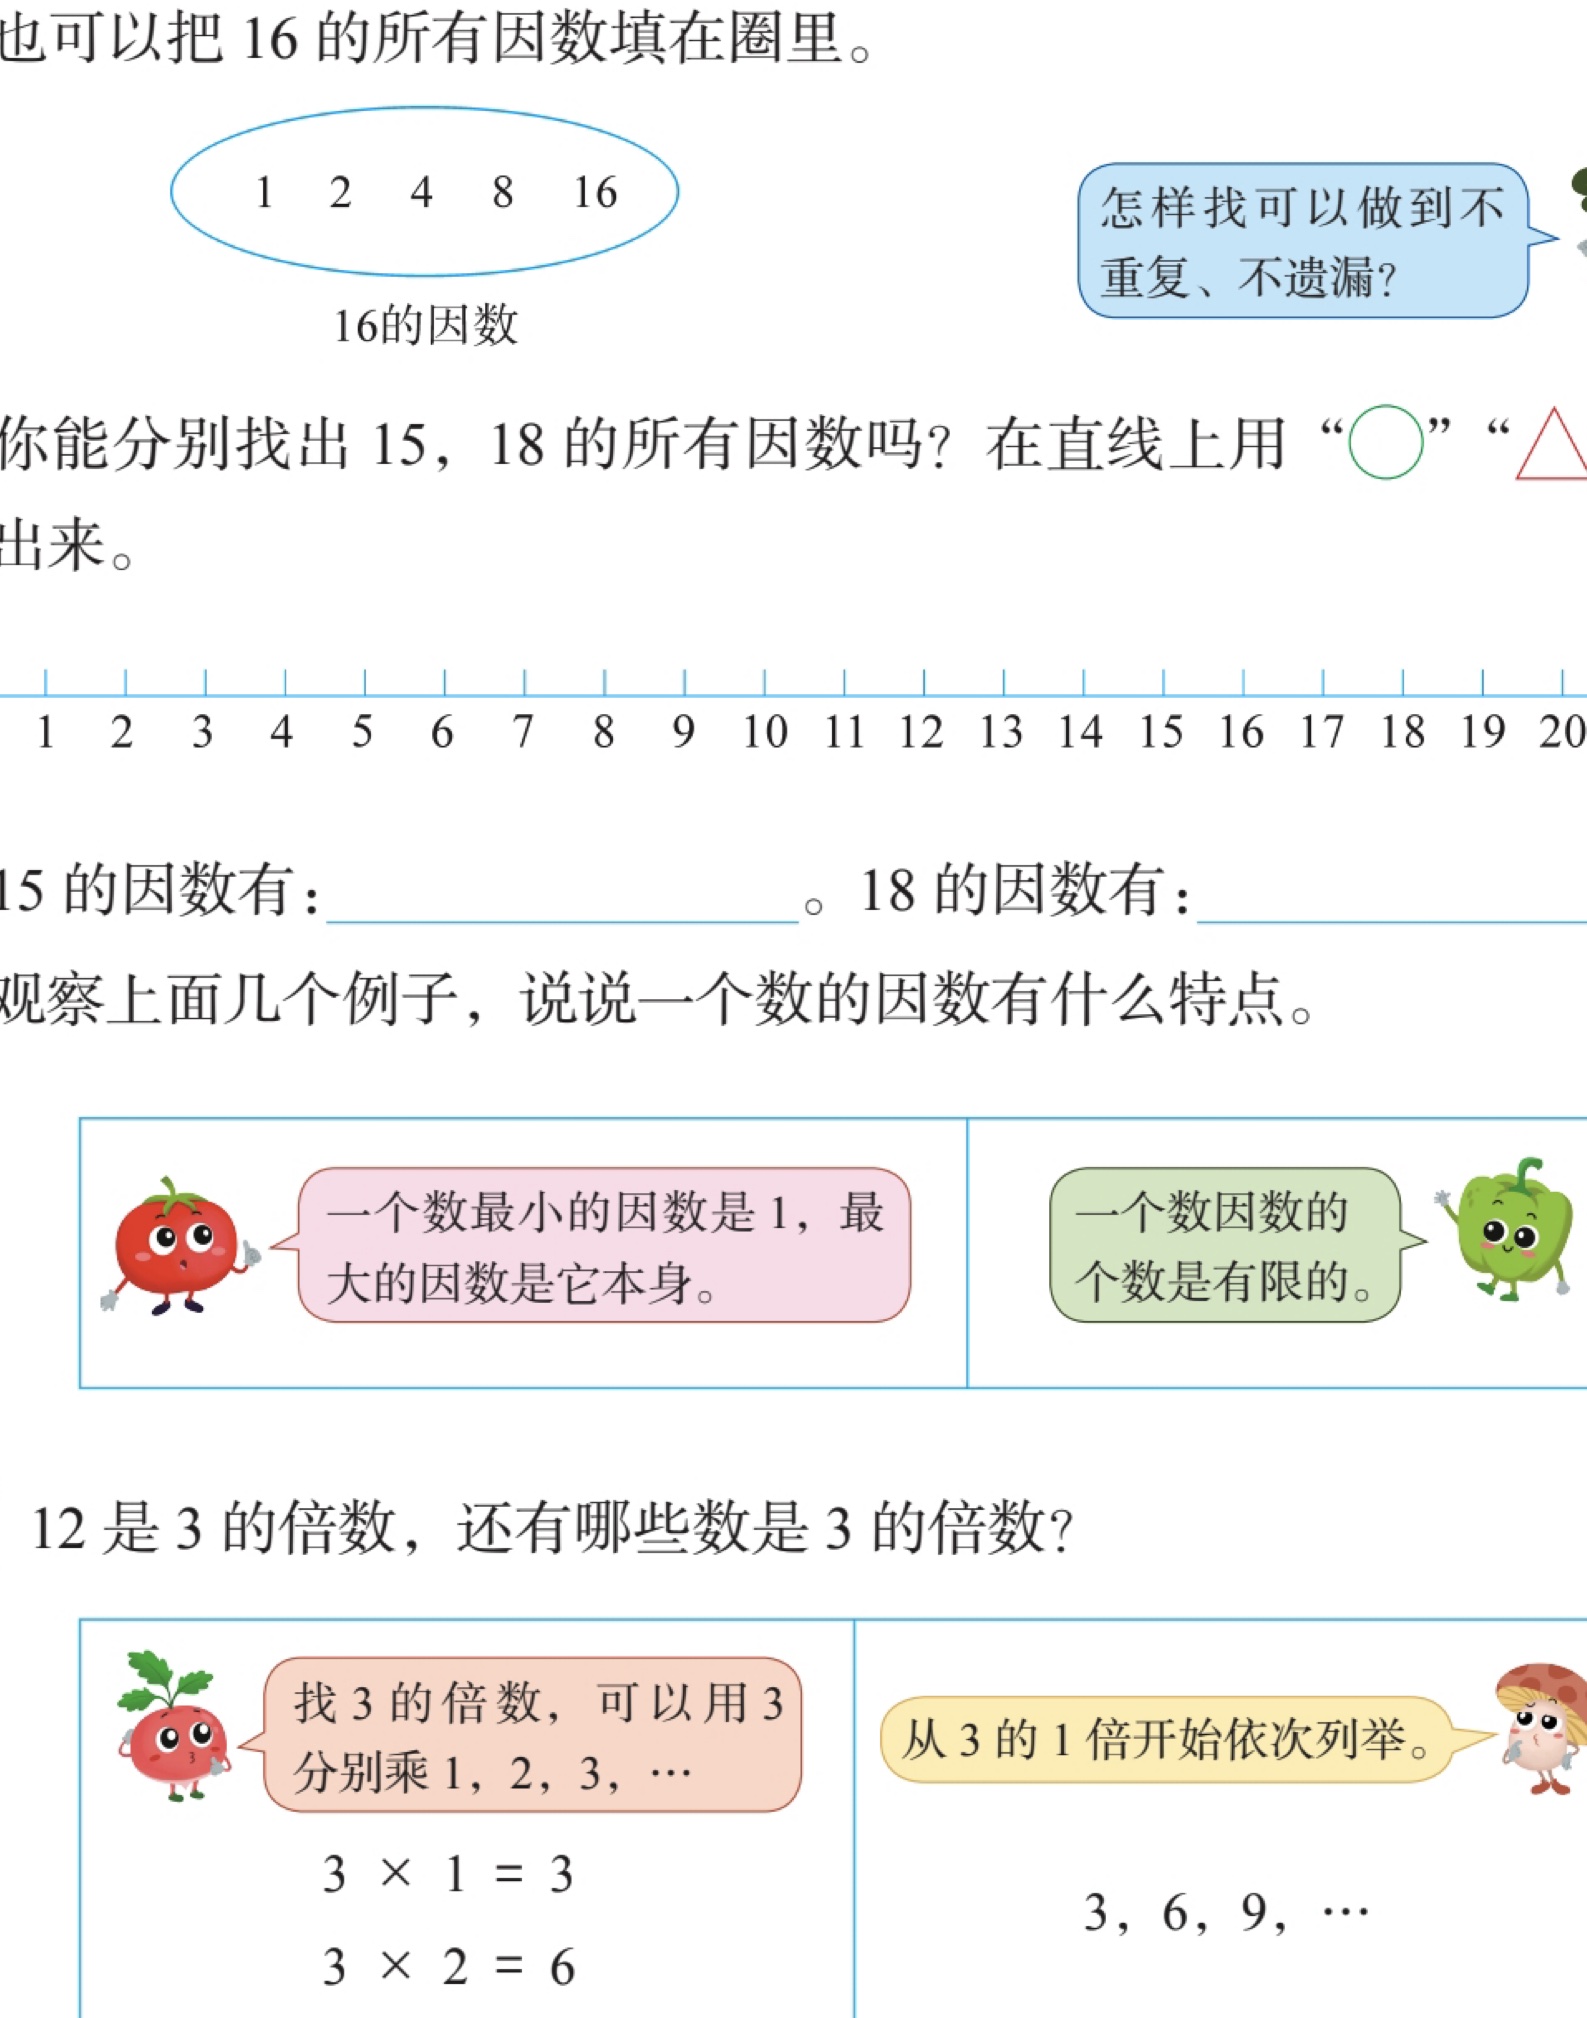 也可以把 16 的所有因数填在圈里。
1 2 4 8 16
16的因数
怎样找可以做到不
重复、不遗漏？
你能分别找出 15，18 的所有因数吗？在直线上用“○”“△
出来。
1 2 3 4 5 6 7 8 9 10 11 12 13 14 15 16 17 18 19 20
15 的因数有：。18 的因数有：
观察上面几个例子，说说一个数的因数有什么特点。
一个数最小的因数是 1，最
大的因数是它本身。
一个数因数的
个数是有限的。
12 是 3 的倍数，还有哪些数是 3 的倍数？
找 3 的倍数，可以用 3
分别乘 1，2，3，…
从 3 的 1 倍开始依次列举。
3 × 1 = 3
3 × 2 = 6
3，6，9，…